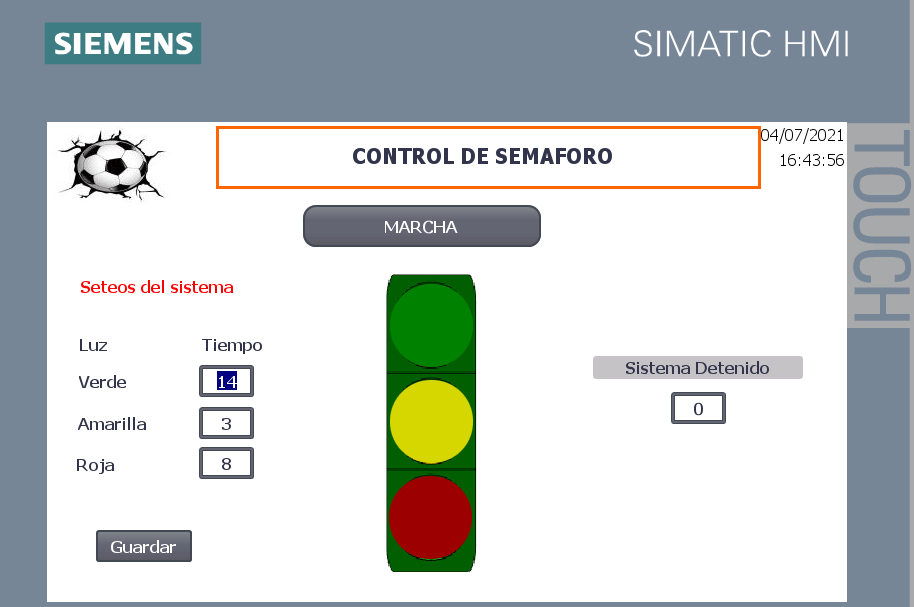 SIEMENS
SIMATIC HMI
TOUCH
CONTROL DE SEMAFORO
04/07/2021
16:43:56
MARCHA
Seteos del sistema
Luz Tiempo
Verde 14
Amarilla 3
Roja 8
Guardar
Sistema Detenido
0